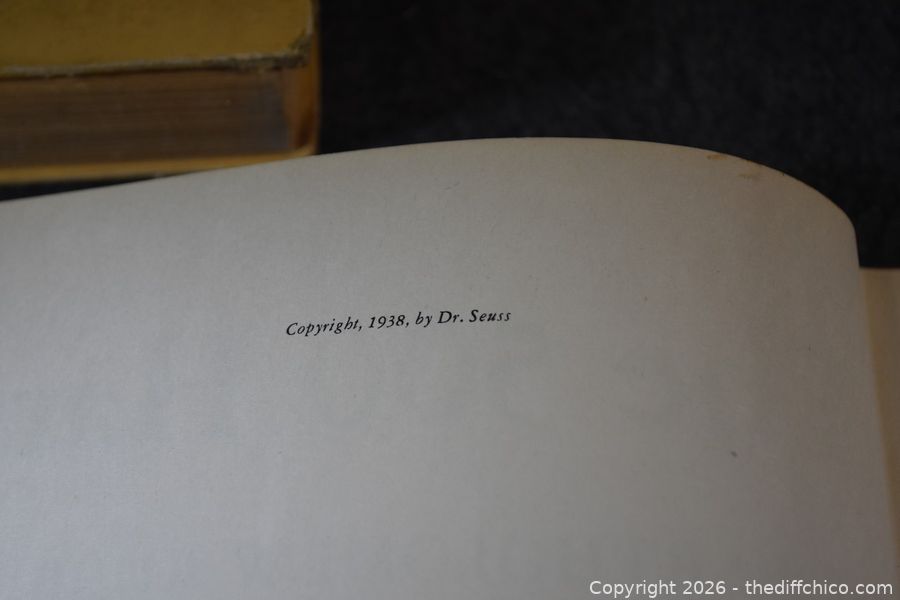 Copyright, 1938, by Dr. Seuss
Copyright 2026 - thediffchico.com